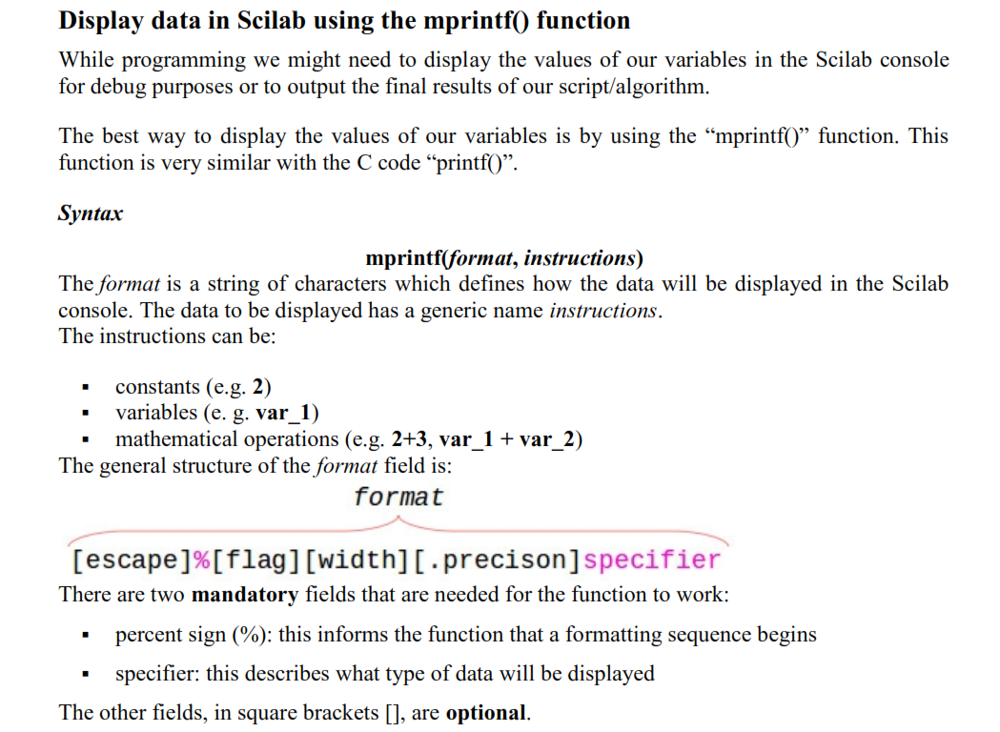 Display data in Scilab using the mprintf() function
While programming we might need to display the values of our variables in the Scilab console
for debug purposes or to output the final results of our script/algorithm.
The best way to display the values of our variables is by using the “mprintf()” function. This
function is very similar with the C code “printf()”.
Syntax
mprintf(format, instructions)
The format is a string of characters which defines how the data will be displayed in the Scilab
console. The data to be displayed has a generic name instructions.
The instructions can be:
▪ constants (e.g. 2)
▪ variables (e. g. var_1)
▪ mathematical operations (e.g. 2+3, var_1 + var_2)
The general structure of the format field is:
format
[escape]%[flag][width][.precison]specifier
There are two mandatory fields that are needed for the function to work:
▪ percent sign (%): this informs the function that a formatting sequence begins
▪ specifier: this describes what type of data will be displayed
The other fields, in square brackets [], are optional.